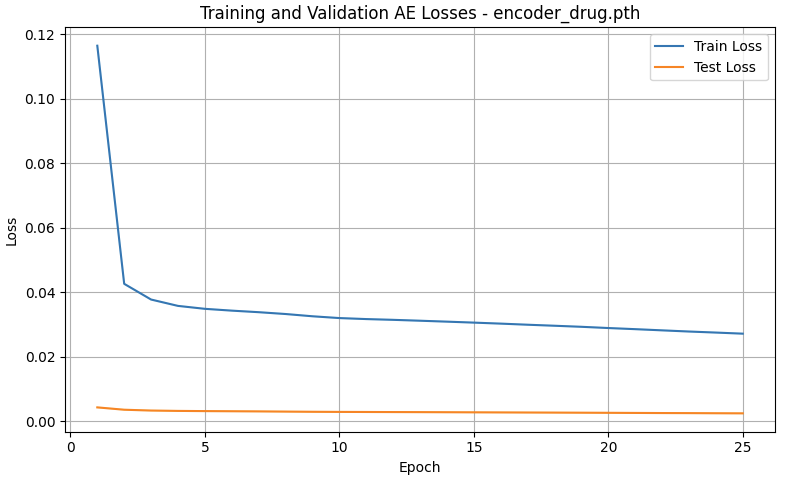 Training and Validation AE Losses - encoder_drug.pth
Train Loss
Test Loss
0.12
0.10
0.08
0.06
0.04
0.02
0.00
Loss
0 5 10 15 20 25
Epoch